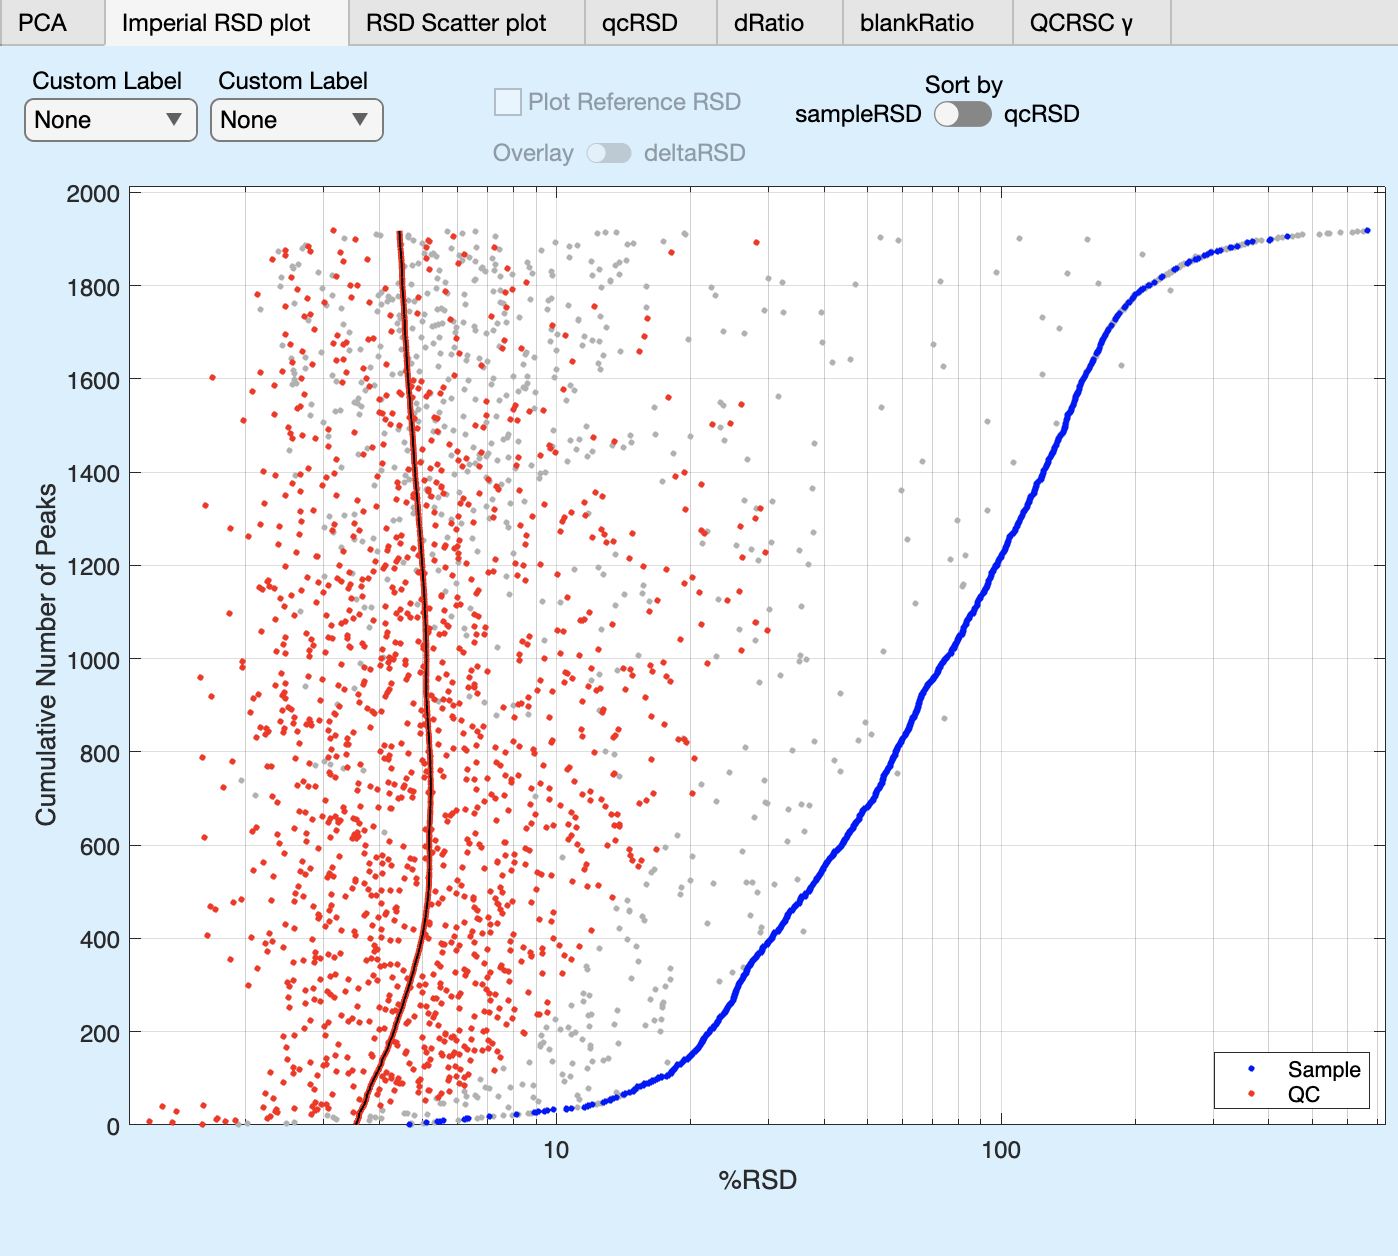 PCA Imperial RSD plot RSD Scatter plot qcRSD dRatio blankRatio QCRSC γ
Custom Label Custom Label
None None
Plot Reference RSD
Overlay deltaRSD
Sort by
sampleRSD qcRSD
2000
1800
1600
1400
1200
1000
800
600
400
200
0
Cumulative Number of Peaks
10 100
%RSD
Sample
QC